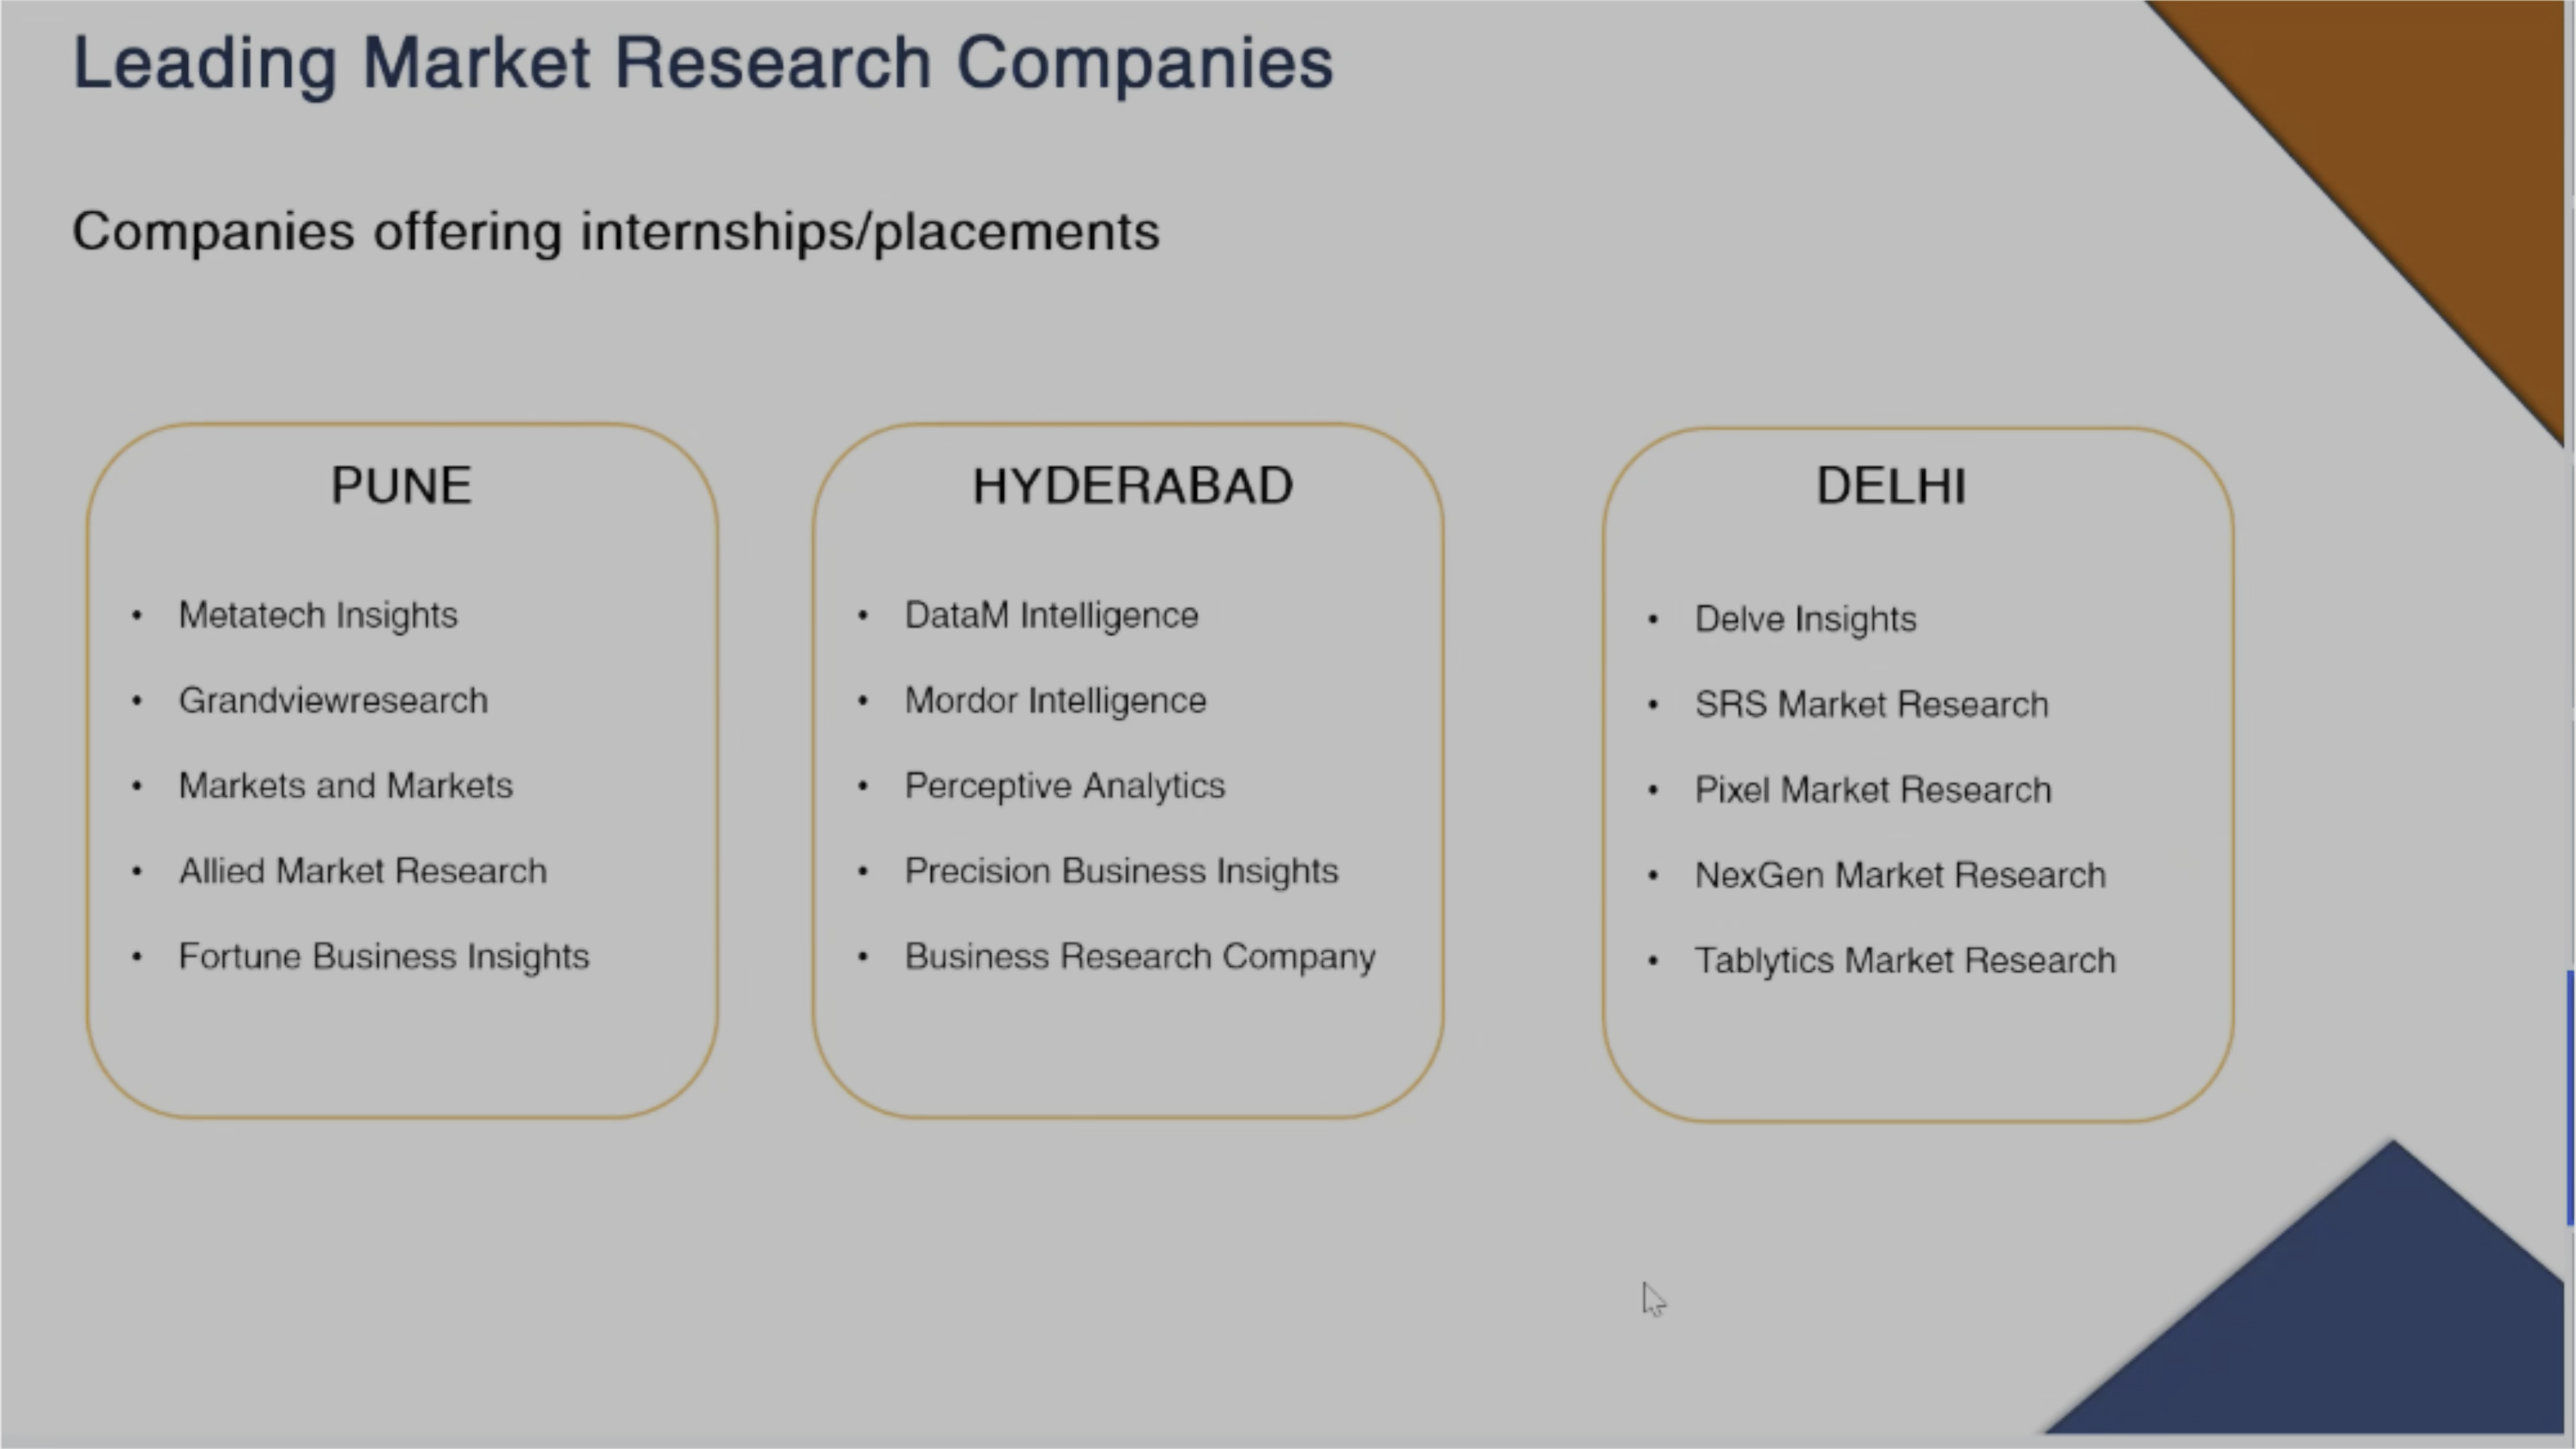 Leading Market Research Companies
Companies offering internships/placements
PUNE
• Metatech Insights
• Grandviewresearch
• Markets and Markets
• Allied Market Research
• Fortune Business Insights
HYDERABAD
• DataM Intelligence
• Mordor Intelligence
• Perceptive Analytics
• Precision Business Insights
• Business Research Company
DELHI
• Delve Insights
• SRS Market Research
• Pixel Market Research
• NexGen Market Research
• Tablytics Market Research